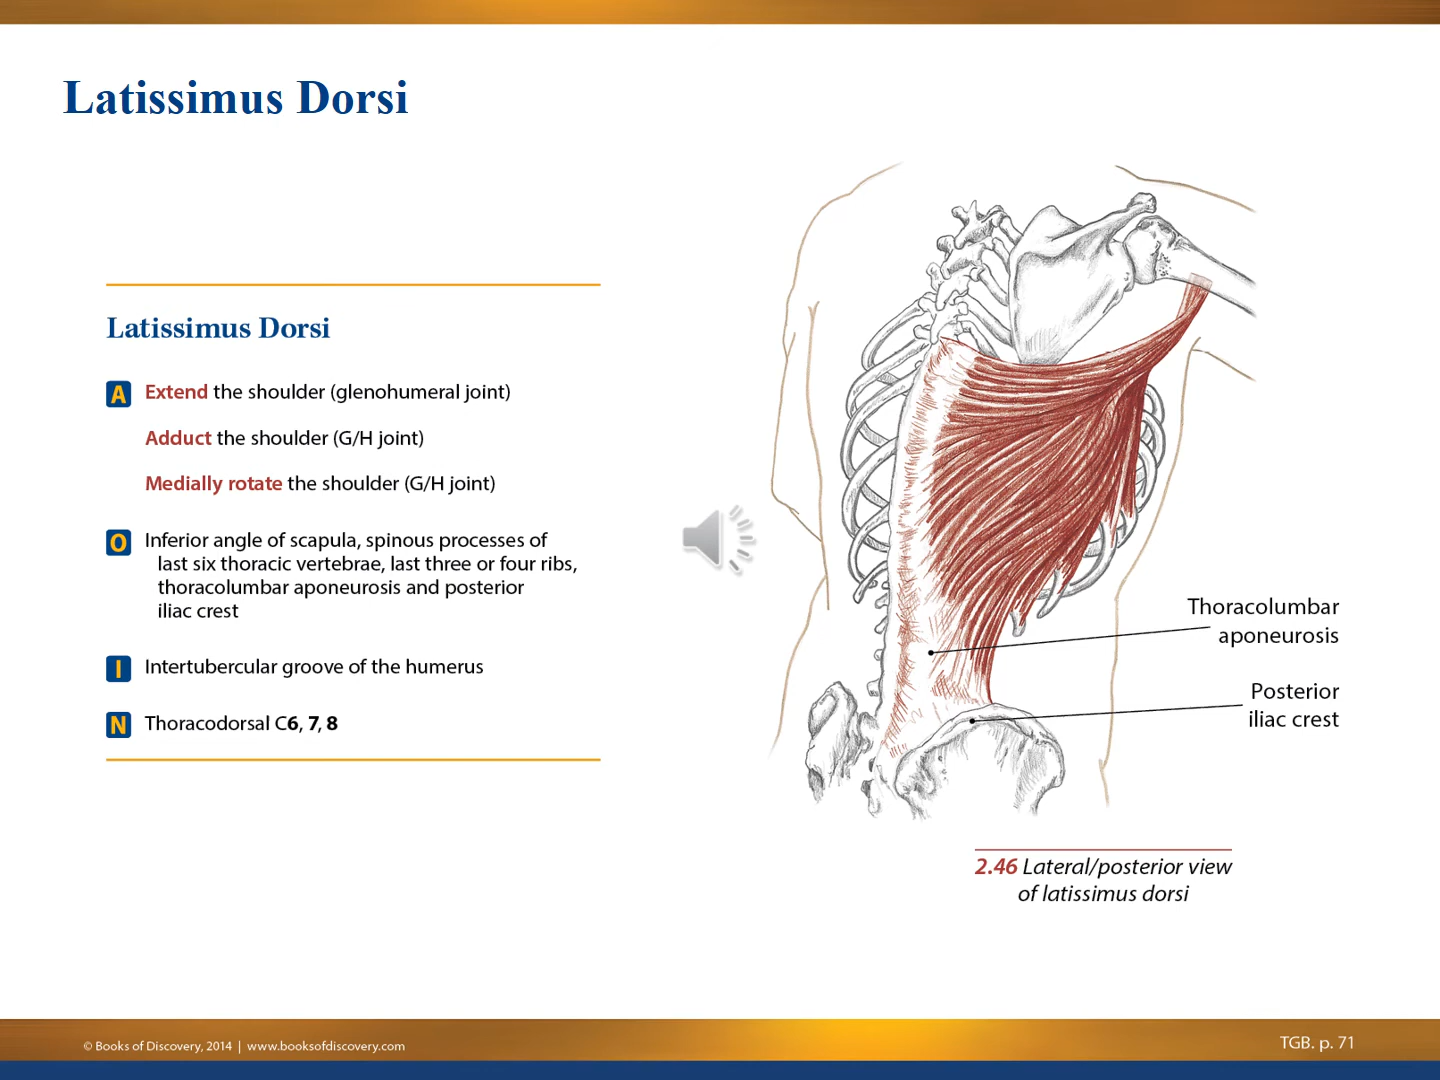 Latissimus Dorsi
Latissimus Dorsi
A Extend the shoulder (glenohumeral joint)
Adduct the shoulder (G/H joint)
Medially rotate the shoulder (G/H joint)
O Inferior angle of scapula, spinous processes of
last six thoracic vertebrae, last three or four ribs,
thoracolumbar aponeurosis and posterior
iliac crest
I Intertubercular groove of the humerus
N Thoracodorsal C6, 7, 8
Thoracolumbar
aponeurosis
Posterior
iliac crest
2.46 Lateral/posterior view
of latissimus dorsi
© Books of Discovery, 2014 | www.booksofdiscovery.com
TGB. p. 71